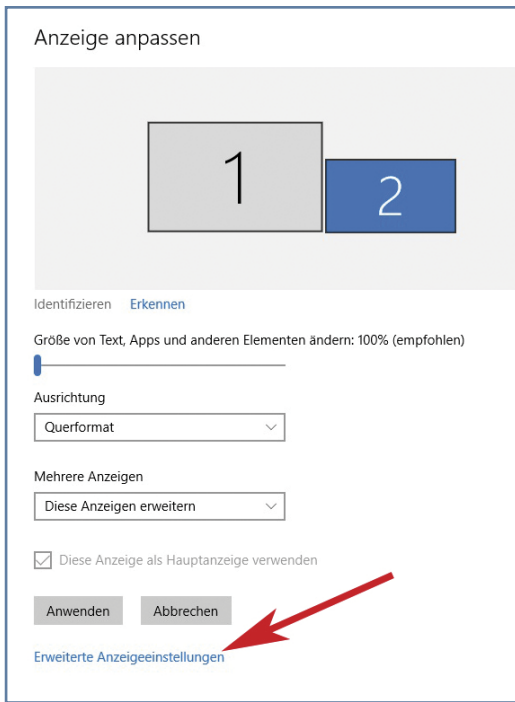 Anzeige anpassen
1
2
Identifizieren Erkennen
Größe von Text, Apps und anderen Elementen ändern: 100% (empfohlen)
Ausrichtung
Querformat
Mehrere Anzeigen
Diese Anzeigen erweitern
Diese Anzeige als Hauptanzeige verwenden
Anwenden Abbrechen
Erweiterte Anzeigeeinstellungen